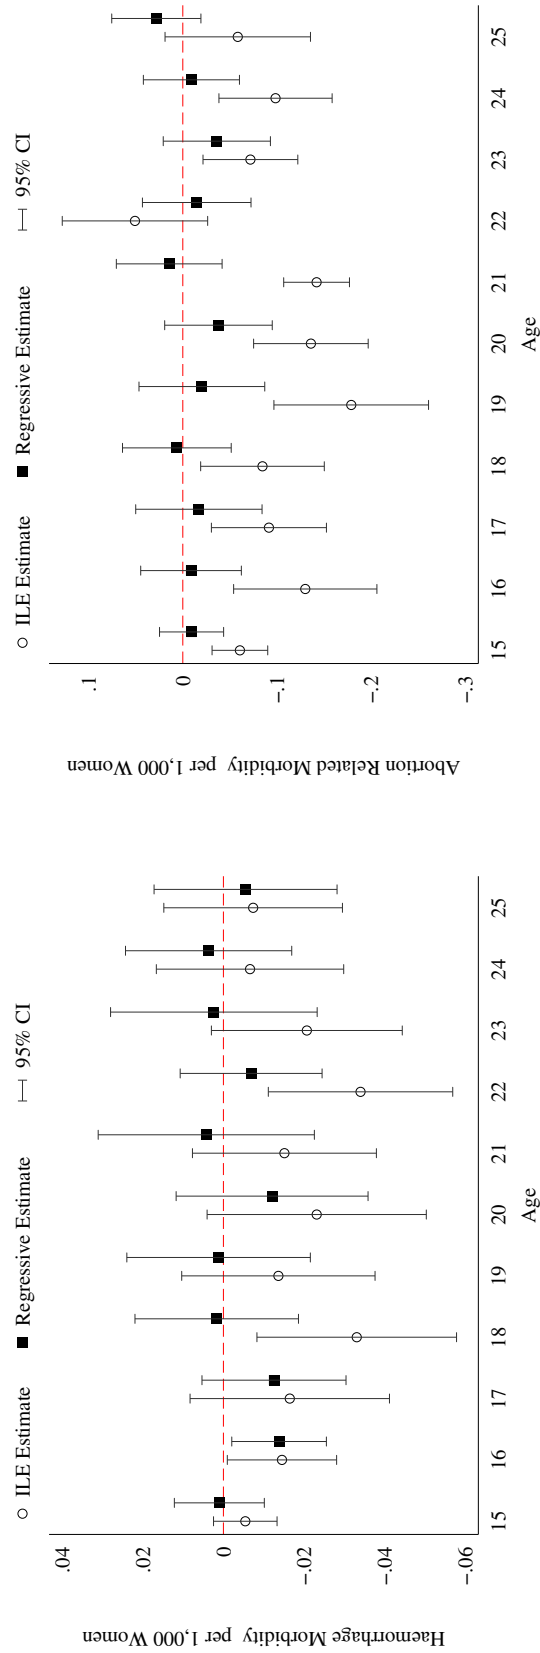 Haemorrhage Morbidity per 1,000 Women
.04
.02
0
-.02
-.04
-.06
15 16 17 18 19 20 21 22 23 24 25
Age
ILE Estimate Regressive Estimate 95% CI
Abortion Related Morbidity per 1,000 Women
.1
0
-.1
-.2
-.3
15 16 17 18 19 20 21 22 23 24 25
Age
ILE Estimate Regressive Estimate 95% CI